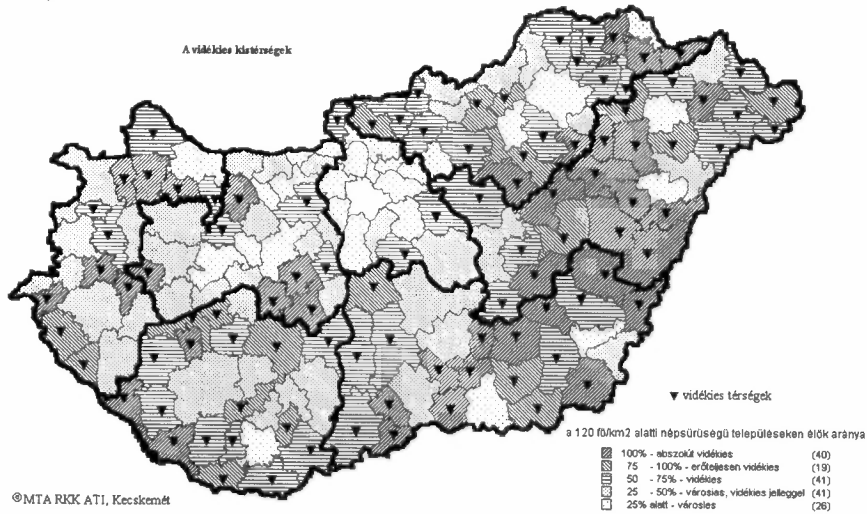 A vidékies kistérségek
▼ vidékies térségek
a 120 fő/km2 alatti népsűrűségű településeken élők aránya
100% - abszolút vidékies (40)
75 - 100% - erőteljesen vidékies (19)
50 - 75% - vidékies (41)
25 - 50% - városias, vidékies jelleggel (41)
25% alatt - városias (26)
©MTA RKK ATI, Kecskemét